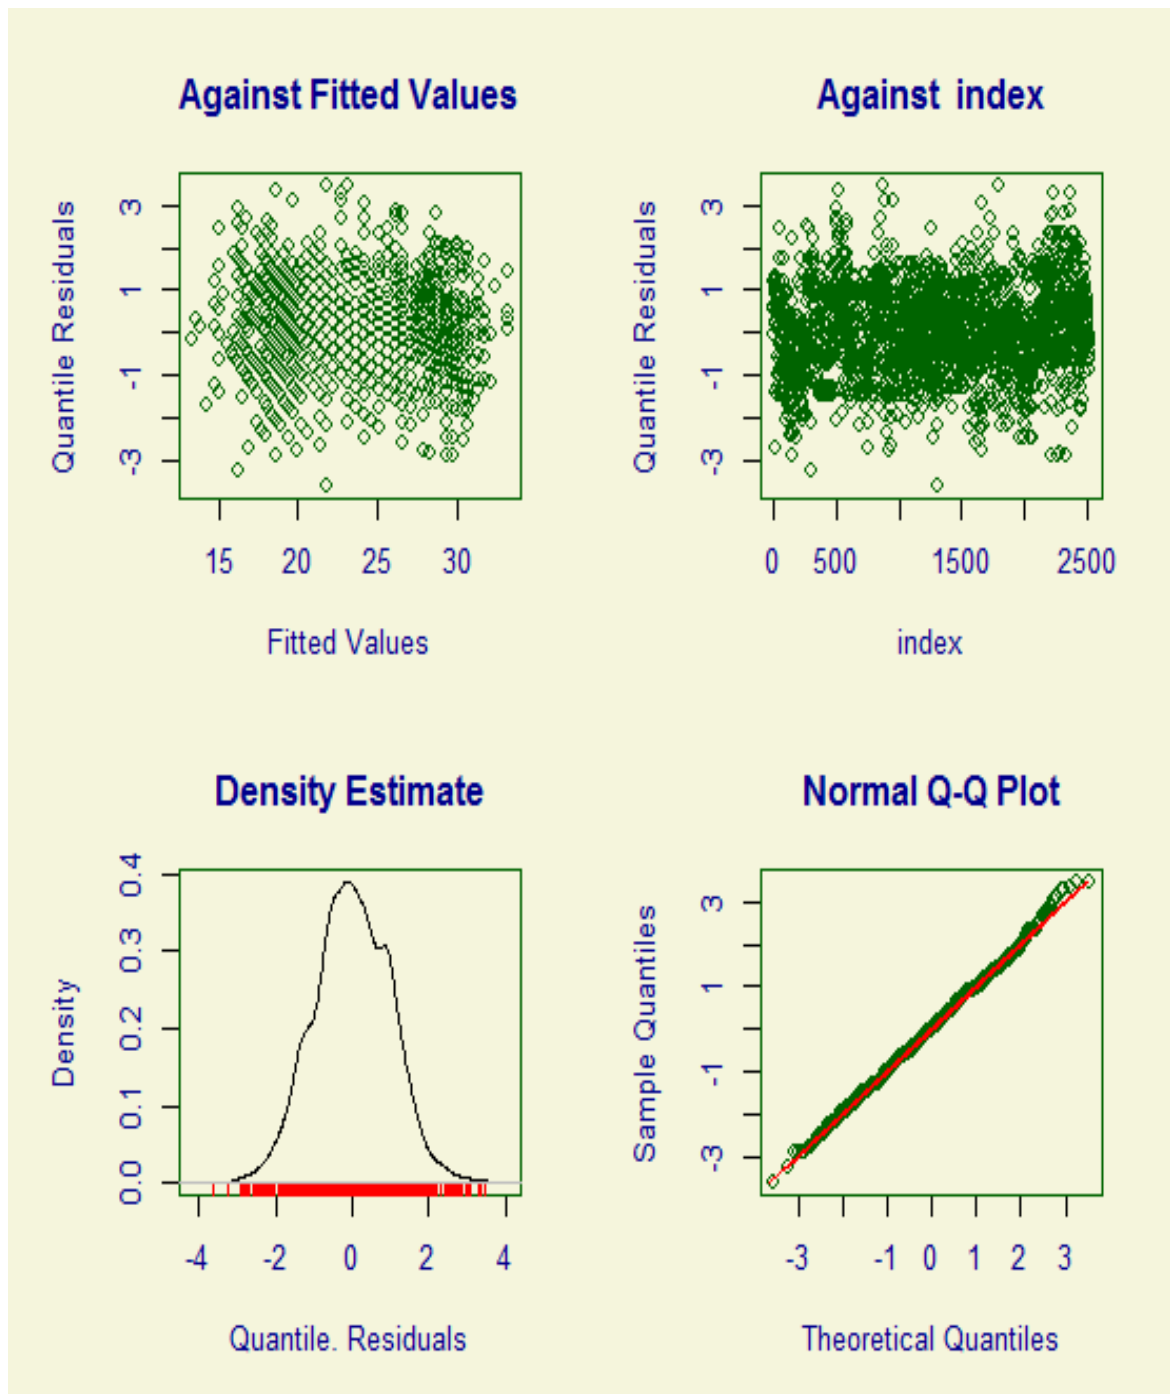 Against Fitted Values
Quantile Residuals
3
1
-1
-3
15 20 25 30
Fitted Values
Against index
Quantile Residuals
3
1
-1
-3
0 500 1500 2500
index
Density Estimate
Density
0.4
0.3
0.2
0.1
0.0
-4 -2 0 2 4
Quantile. Residuals
Normal Q-Q Plot
Sample Quantiles
3
1
-1
-3
-3 -1 0 1 2 3
Theoretical Quantiles